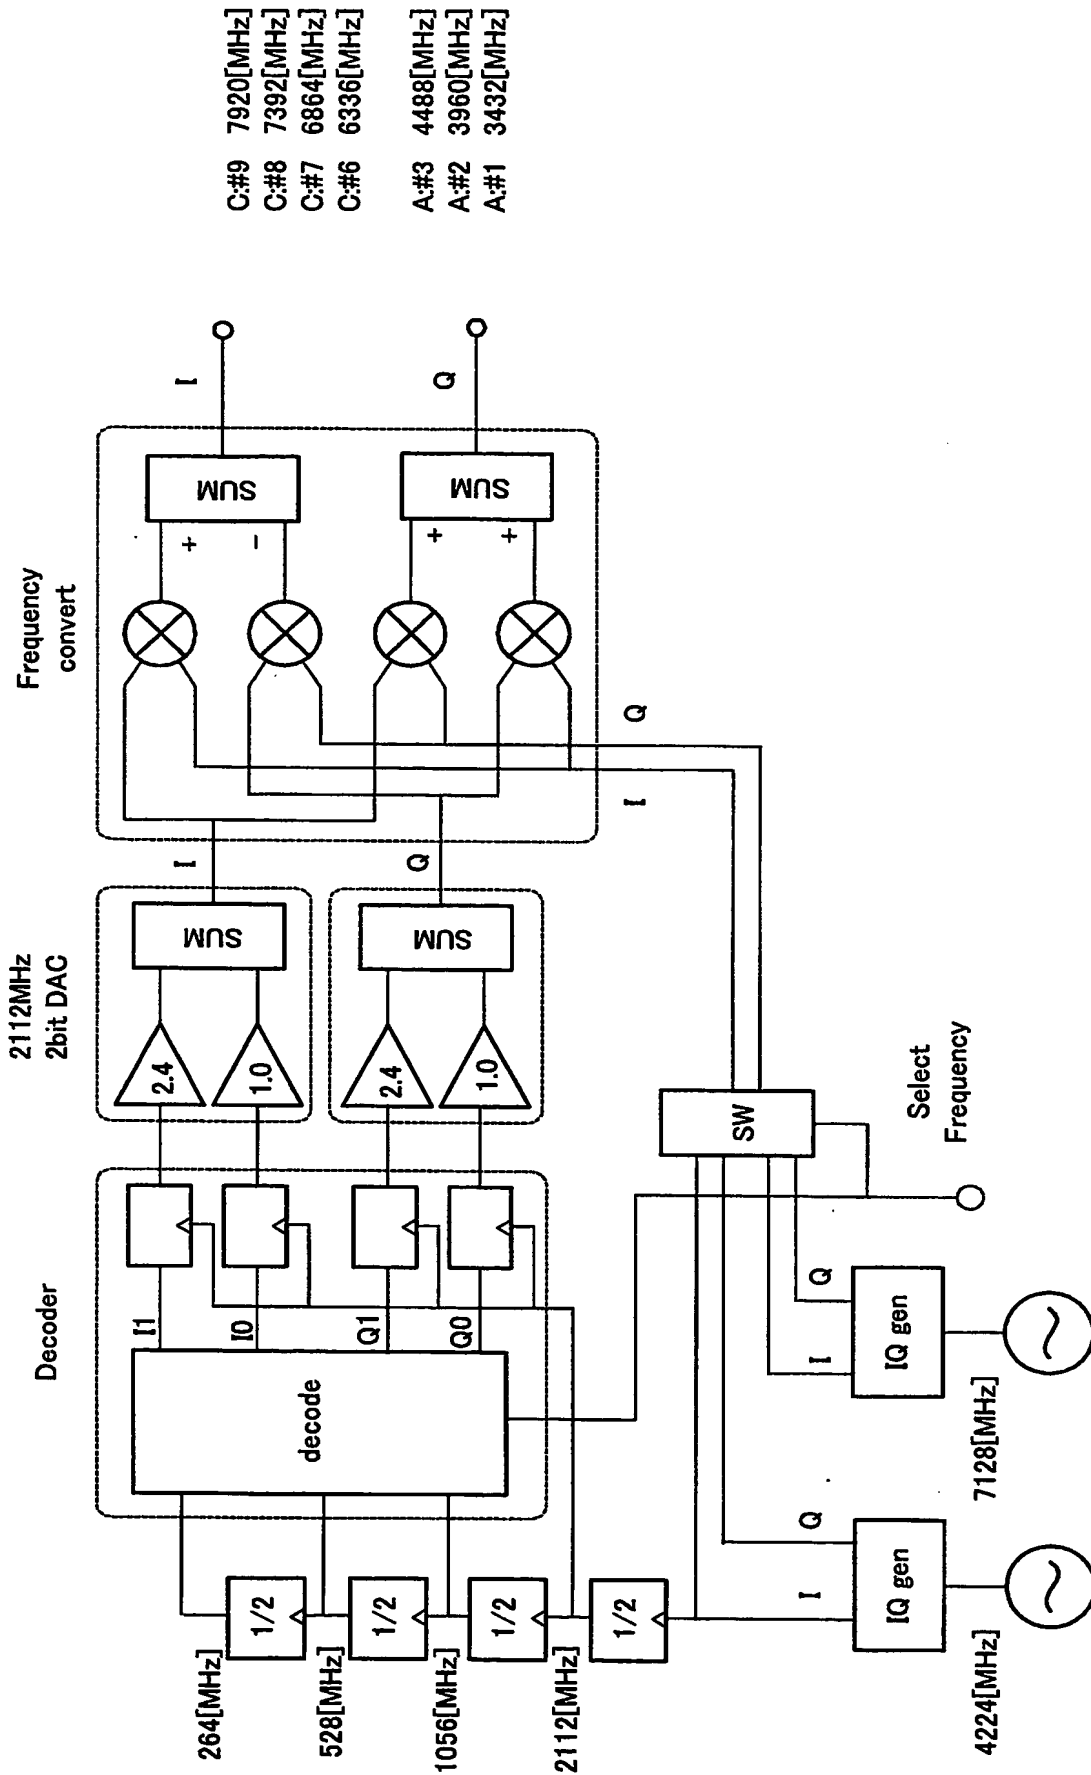 Decoder
2112MHz
2bit DAC
Frequency
convert
264[MHz]
528[MHz]
1056[MHz]
2112[MHz]
1/2
1/2
1/2
1/2
decode
I1
I0
Q1
Q0
2.4
1.0
2.4
1.0
SUM
SUM
I
Q
+
-
+
+
SUM
SUM
I
Q
I
Q
C:#9 7920[MHz]
C:#8 7392[MHz]
C:#7 6864[MHz]
C:#6 6336[MHz]
A:#3 4488[MHz]
A:#2 3960[MHz]
A:#1 3432[MHz]
SW
Select
Frequency
I
Q
IQ gen
4224[MHz]
I
Q
IQ gen
7128[MHz]